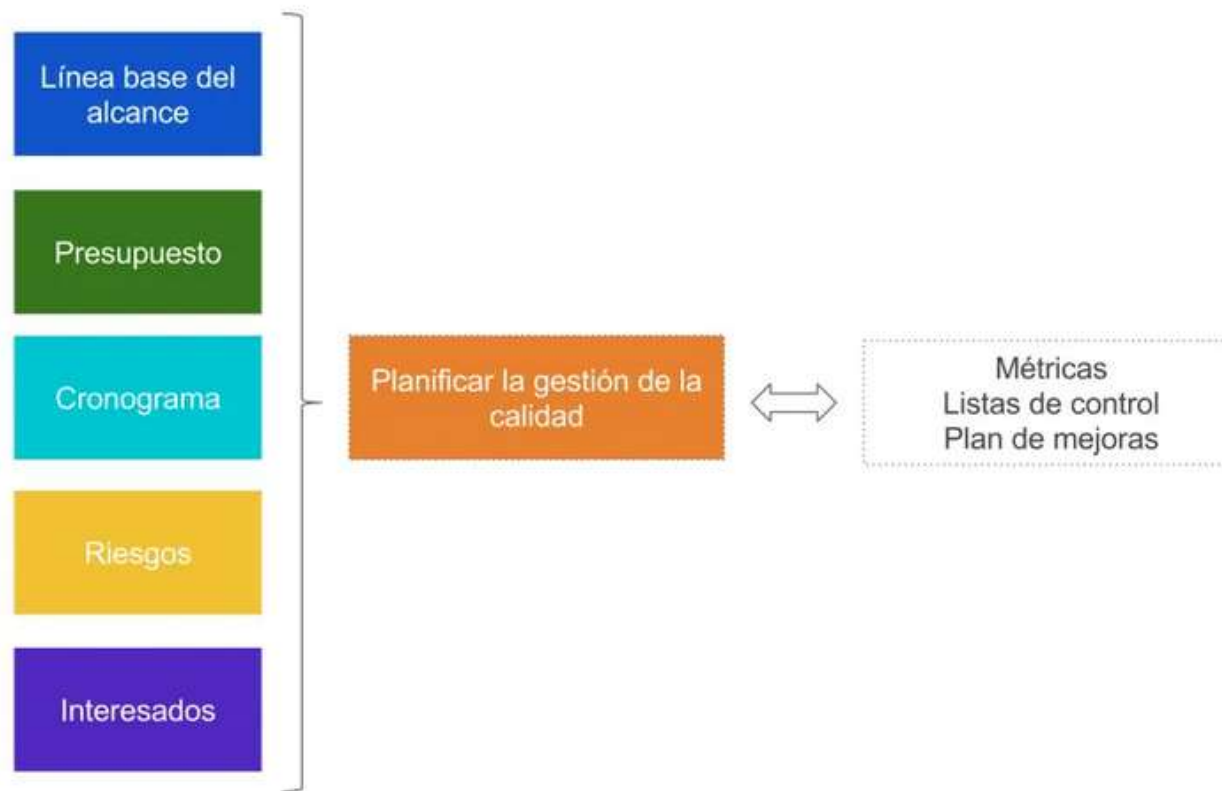 Línea base del
alcance
Presupuesto
Cronograma
Riesgos
Interesados
Planificar la gestión de la
calidad
Métricas
Listas de control
Plan de mejoras